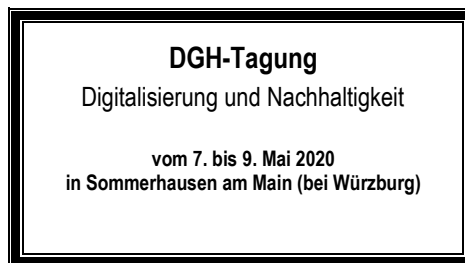 DGH-Tagung
Digitalisierung und Nachhaltigkeit
vom 7. bis 9. Mai 2020
in Sommerhausen am Main (bei Würzburg)